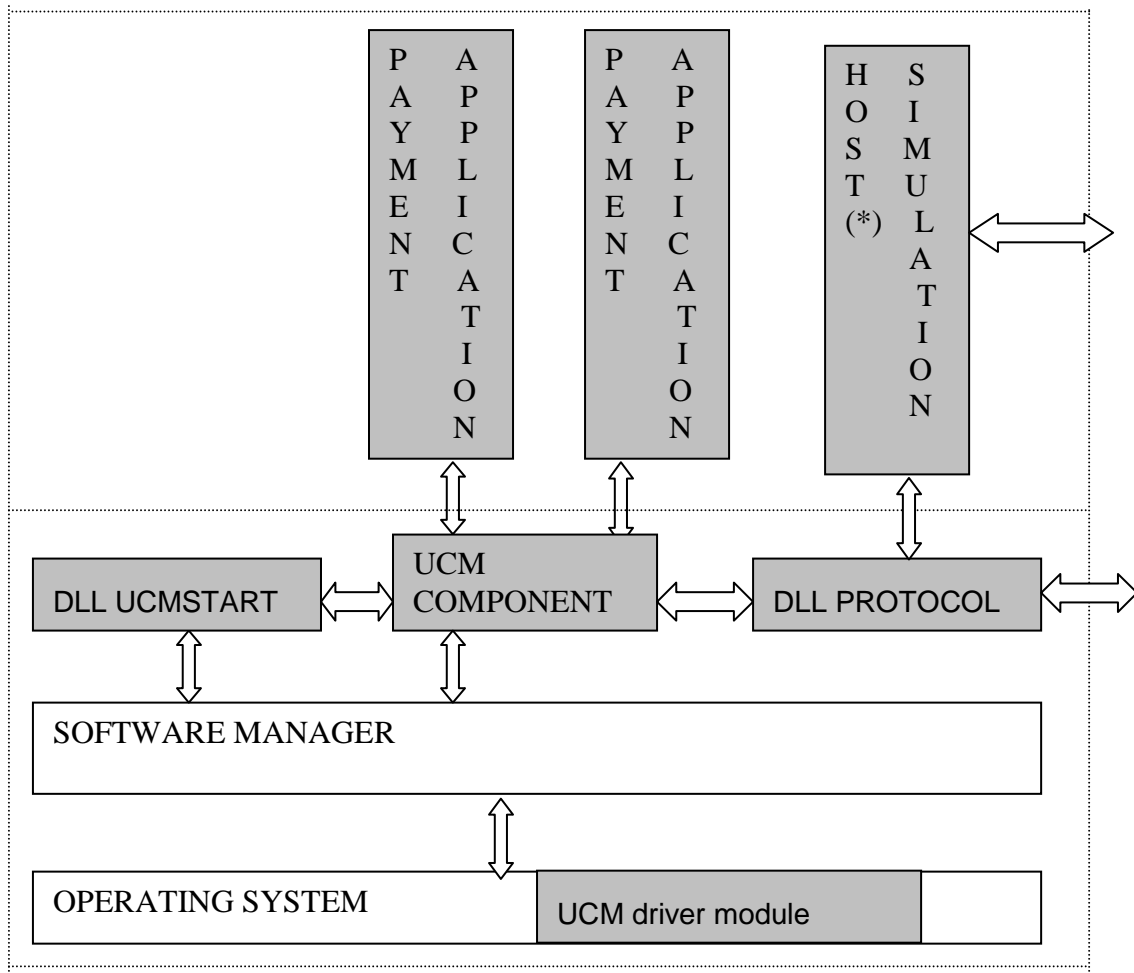 PAYMENT APPLICATION
PAYMENT APPLICATION
HOST (*) SIMULATION
DLL UCMSTART
UCM
COMPONENT
DLL PROTOCOL
SOFTWARE MANAGER
OPERATING SYSTEM
UCM driver module